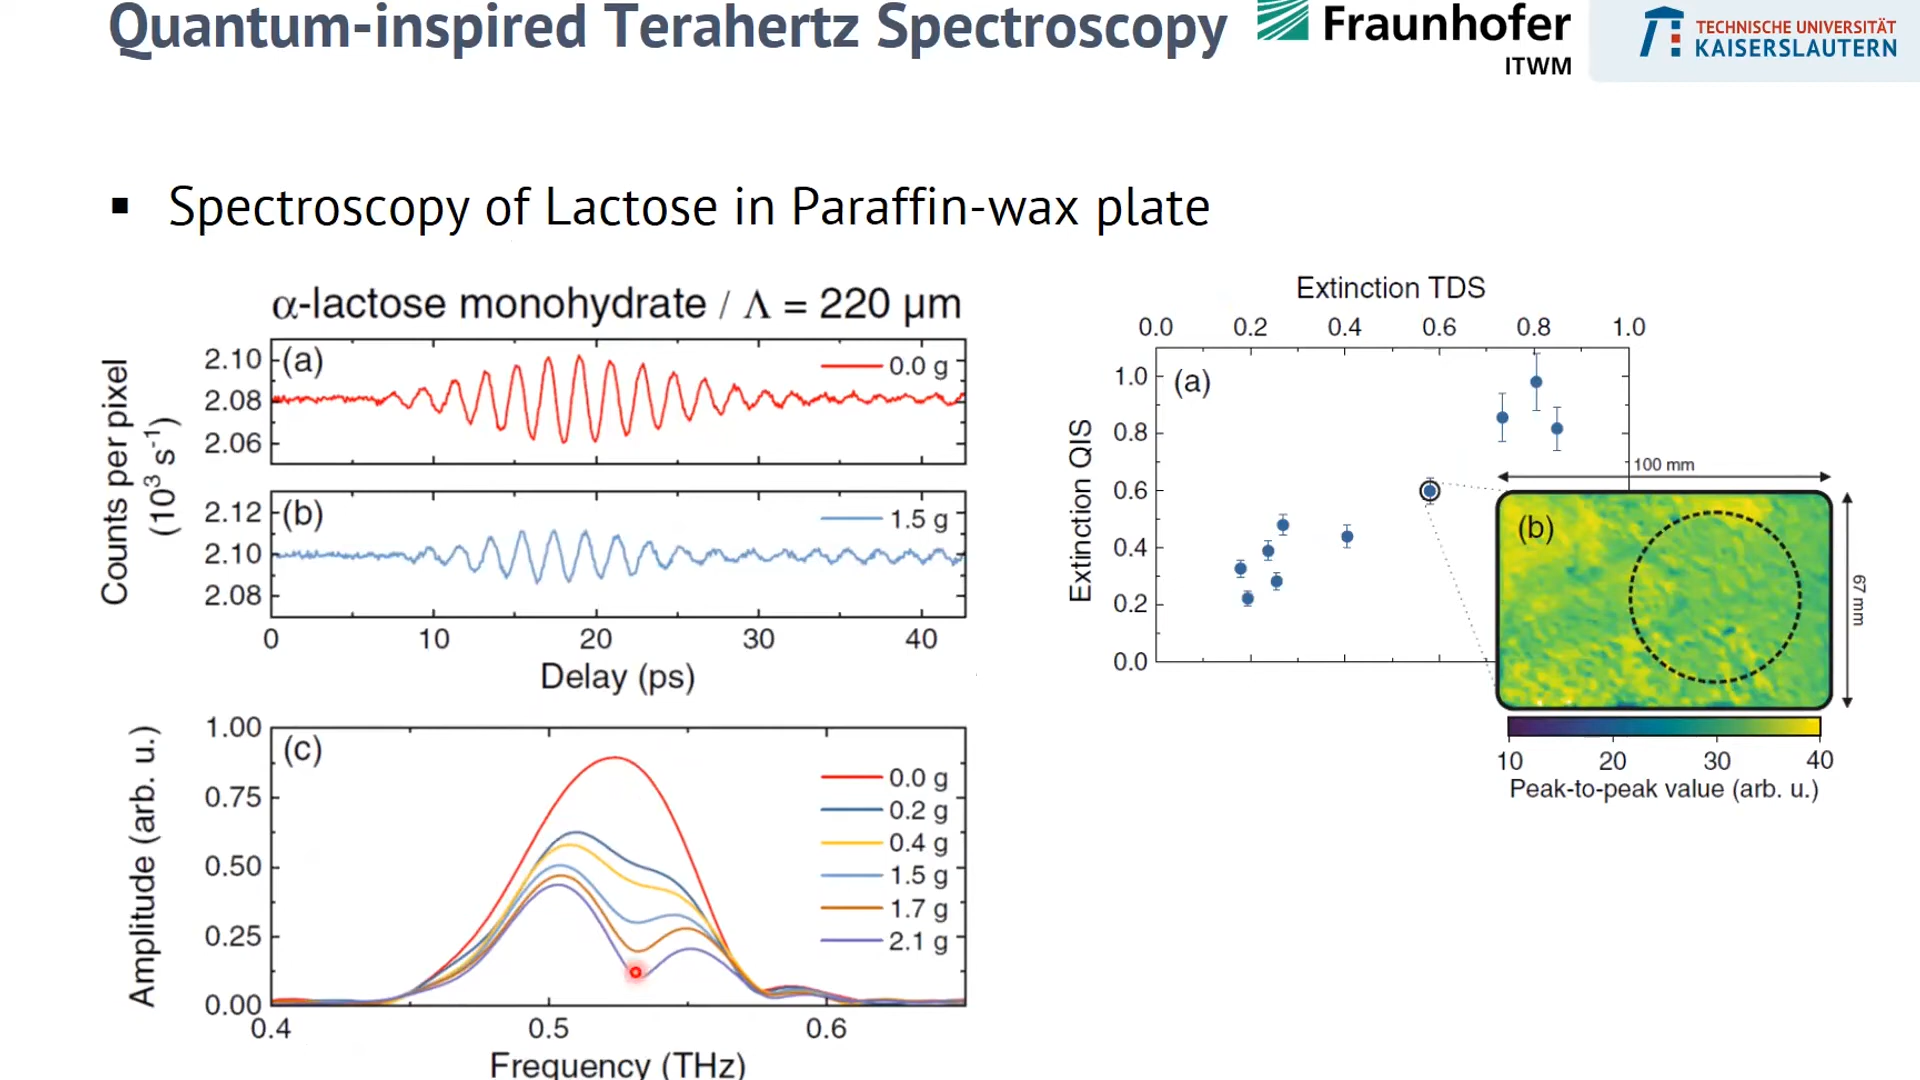 Quantum-inspired Terahertz Spectroscopy
Fraunhofer
ITWM
TECHNISCHE UNIVERSITÄT
KAISERSLAUTERN
▪ Spectroscopy of Lactose in Paraffin-wax plate
α-lactose monohydrate / Λ = 220 µm
Counts per pixel
(10³ s⁻¹)
(a)
0.0 g
2.10
2.08
2.06
(b)
1.5 g
2.12
2.10
2.08
0 10 20 30 40
Delay (ps)
Amplitude (arb. u.)
(c)
1.00
0.75
0.50
0.25
0.00
0.0 g
0.2 g
0.4 g
1.5 g
1.7 g
2.1 g
0.4 0.5 0.6
Frequency (THz)
Extinction TDS
0.0 0.2 0.4 0.6 0.8 1.0
Extinction QIS
(a)
1.0
0.8
0.6
0.4
0.2
0.0
100 mm
(b)
67 mm
10 20 30 40
Peak-to-peak value (arb. u.)